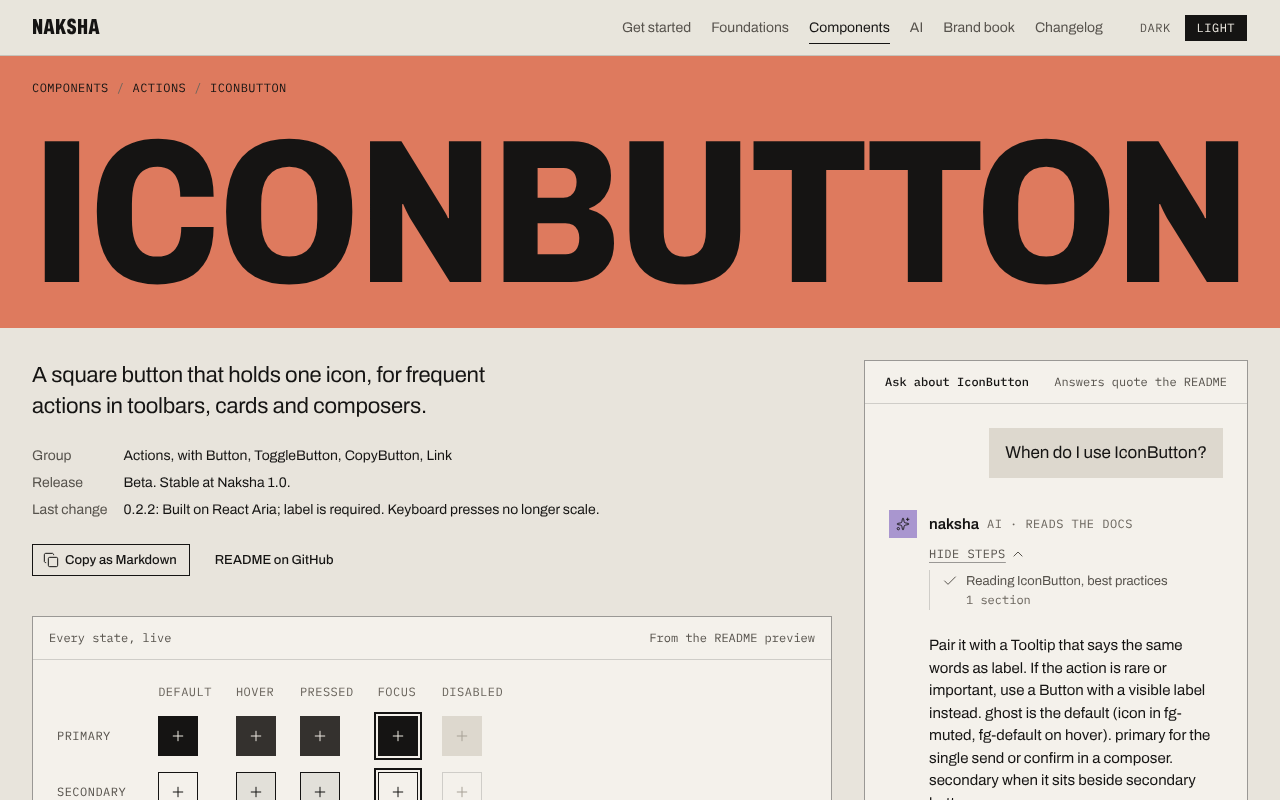 NAKSHA
Get started Foundations Components AI Brand book Changelog DARK LIGHT
COMPONENTS / ACTIONS / ICONBUTTON
ICONBUTTON
A square button that holds one icon, for frequent
actions in toolbars, cards and composers.
Group Actions, with Button, ToggleButton, CopyButton, Link
Release Beta. Stable at Naksha 1.0.
Last change 0.2.2: Built on React Aria; label is required. Keyboard presses no longer scale.
Copy as Markdown README on GitHub
Every state, live From the README preview
DEFAULT HOVER PRESSED FOCUS DISABLED
PRIMARY
SECONDARY
Ask about IconButton Answers quote the README
When do I use IconButton?
naksha AI · READS THE DOCS
HIDE STEPS
Reading IconButton, best practices
1 section
Pair it with a Tooltip that says the same
words as label. If the action is rare or
important, use a Button with a visible label
instead. ghost is the default (icon in fg-
muted, fg-default on hover). primary for the
single send or confirm in a composer.
secondary when it sits beside secondary